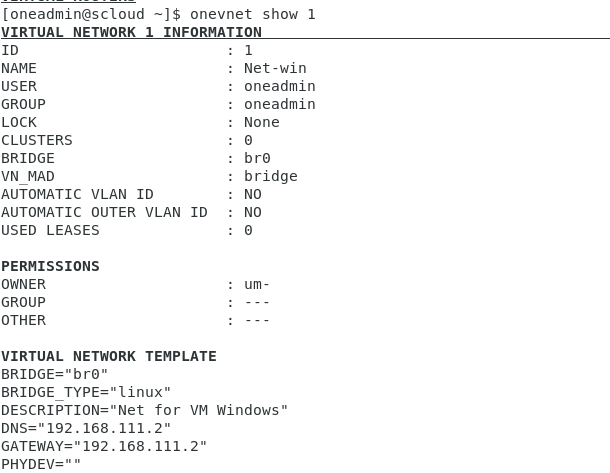 [oneadmin@scloud ~]$ onevnet show 1
VIRTUAL NETWORK 1 INFORMATION
ID                       : 1
NAME                     : Net-win
USER                     : oneadmin
GROUP                    : oneadmin
LOCK                     : None
CLUSTERS                 : 0
BRIDGE                   : br0
VN_MAD                   : bridge
AUTOMATIC VLAN ID        : NO
AUTOMATIC OUTER VLAN ID  : NO
USED LEASES              : 0
PERMISSIONS
OWNER                    : um-
GROUP                    : ---
OTHER                    : ---
VIRTUAL NETWORK TEMPLATE
BRIDGE="br0"
BRIDGE_TYPE="linux"
DESCRIPTION="Net for VM Windows"
DNS="192.168.111.2"
GATEWAY="192.168.111.2"
PHYDEV=""